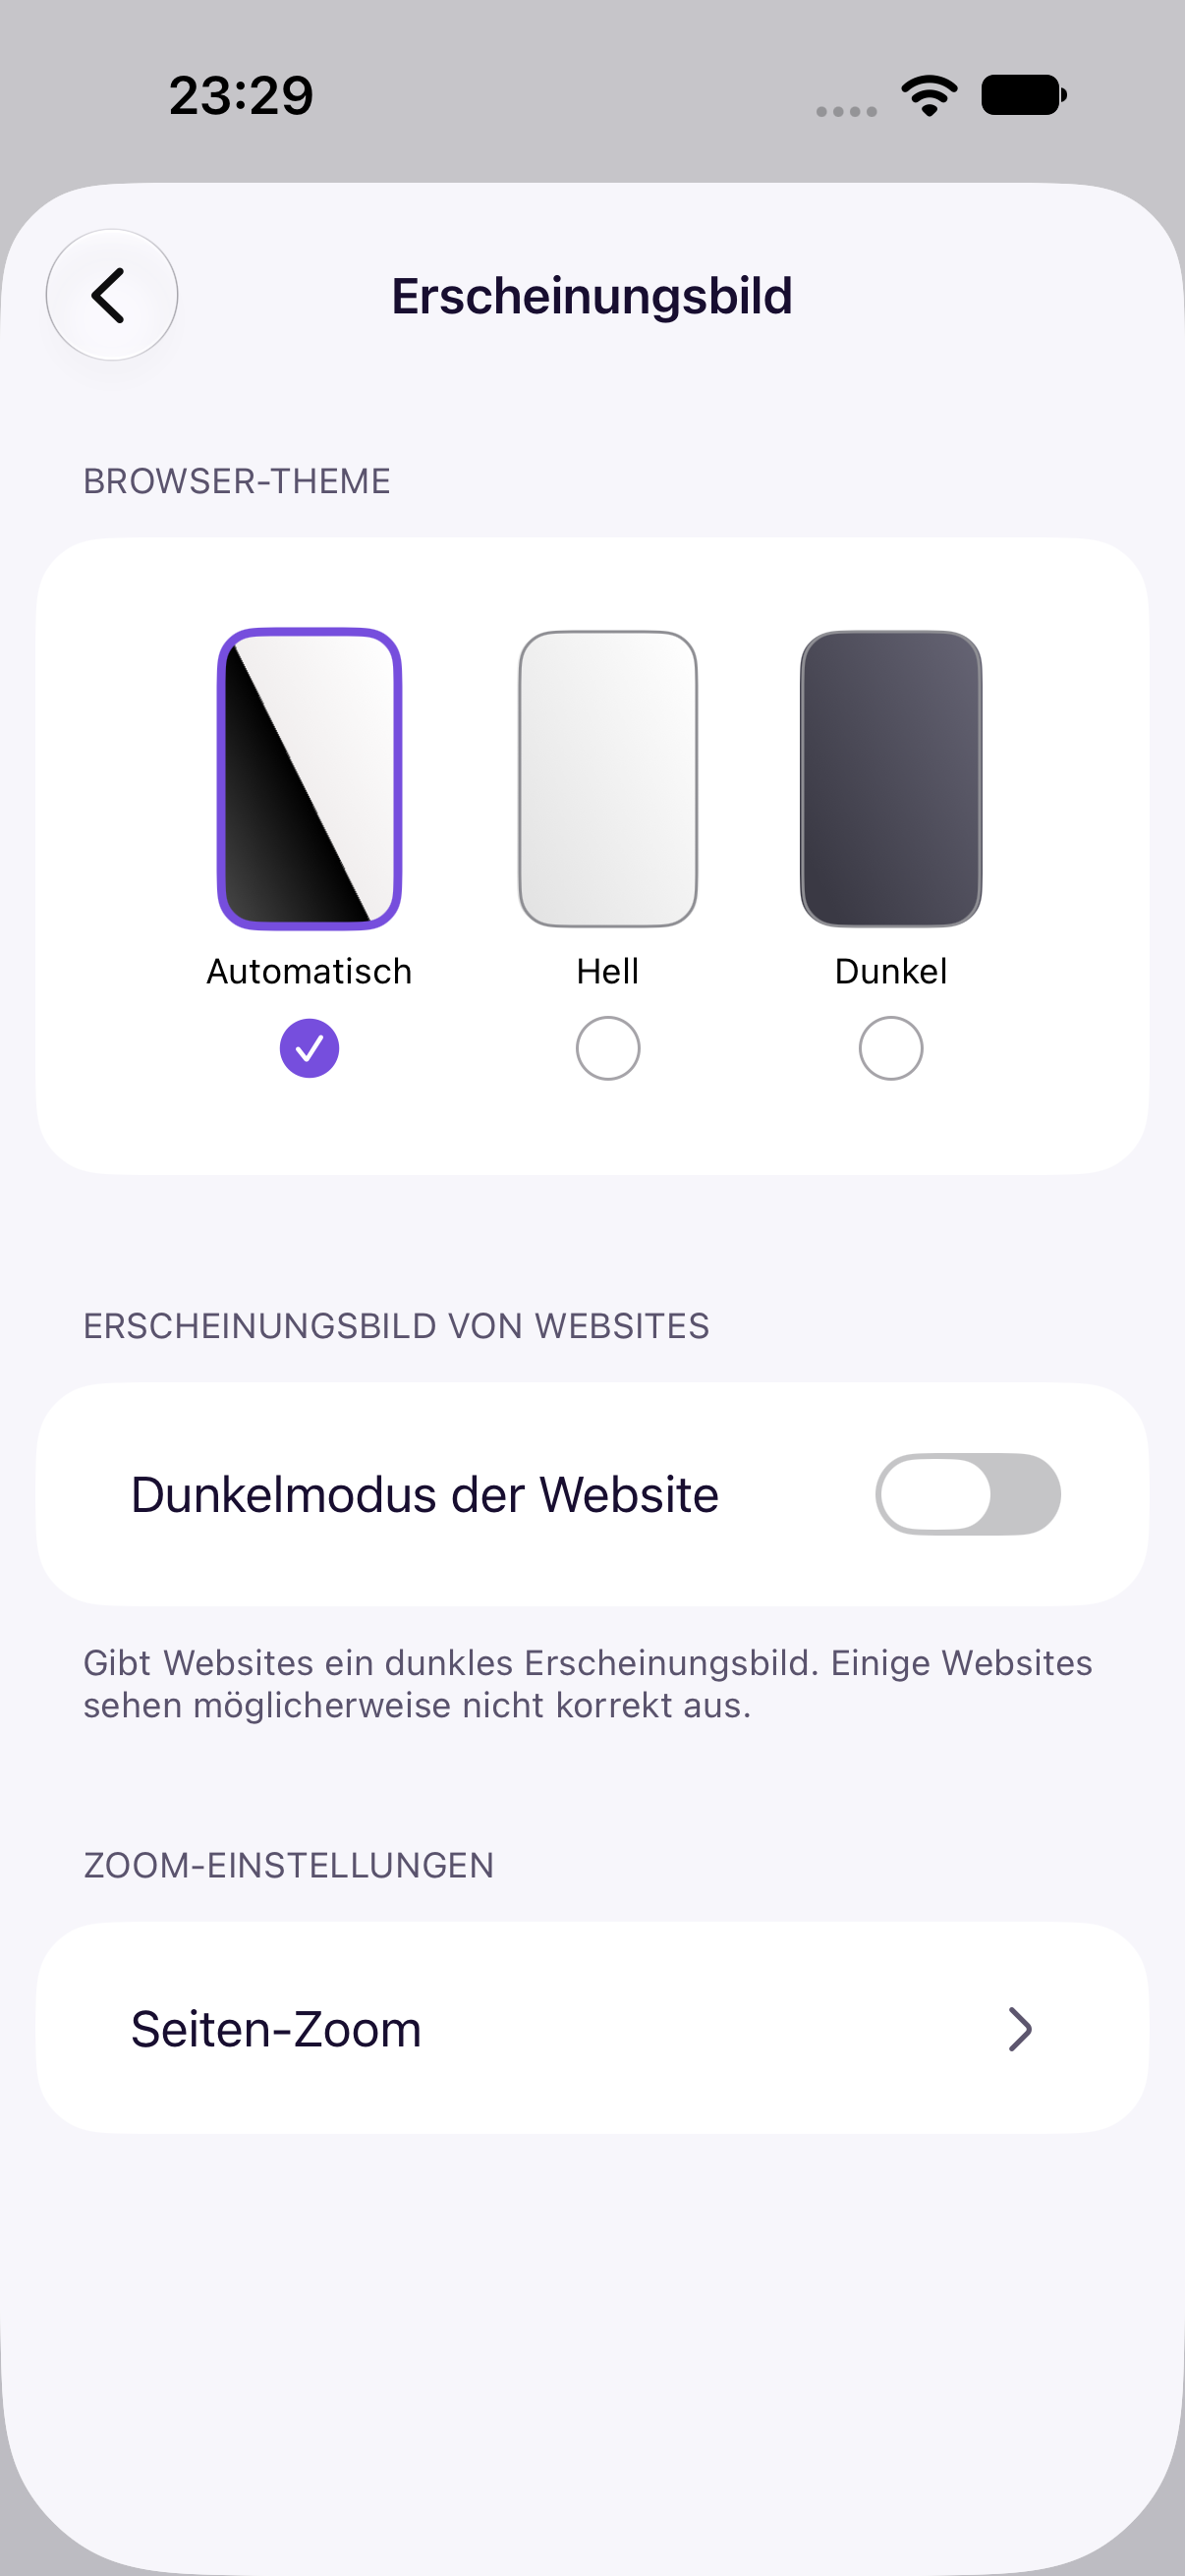 23:29
Erscheinungsbild
BROWSER-THEME
Automatisch
Hell
Dunkel
ERSCHEINUNGSBILD VON WEBSITES
Dunkelmodus der Website
Gibt Websites ein dunkles Erscheinungsbild. Einige Websites
sehen möglicherweise nicht korrekt aus.
ZOOM-EINSTELLUNGEN
Seiten-Zoom